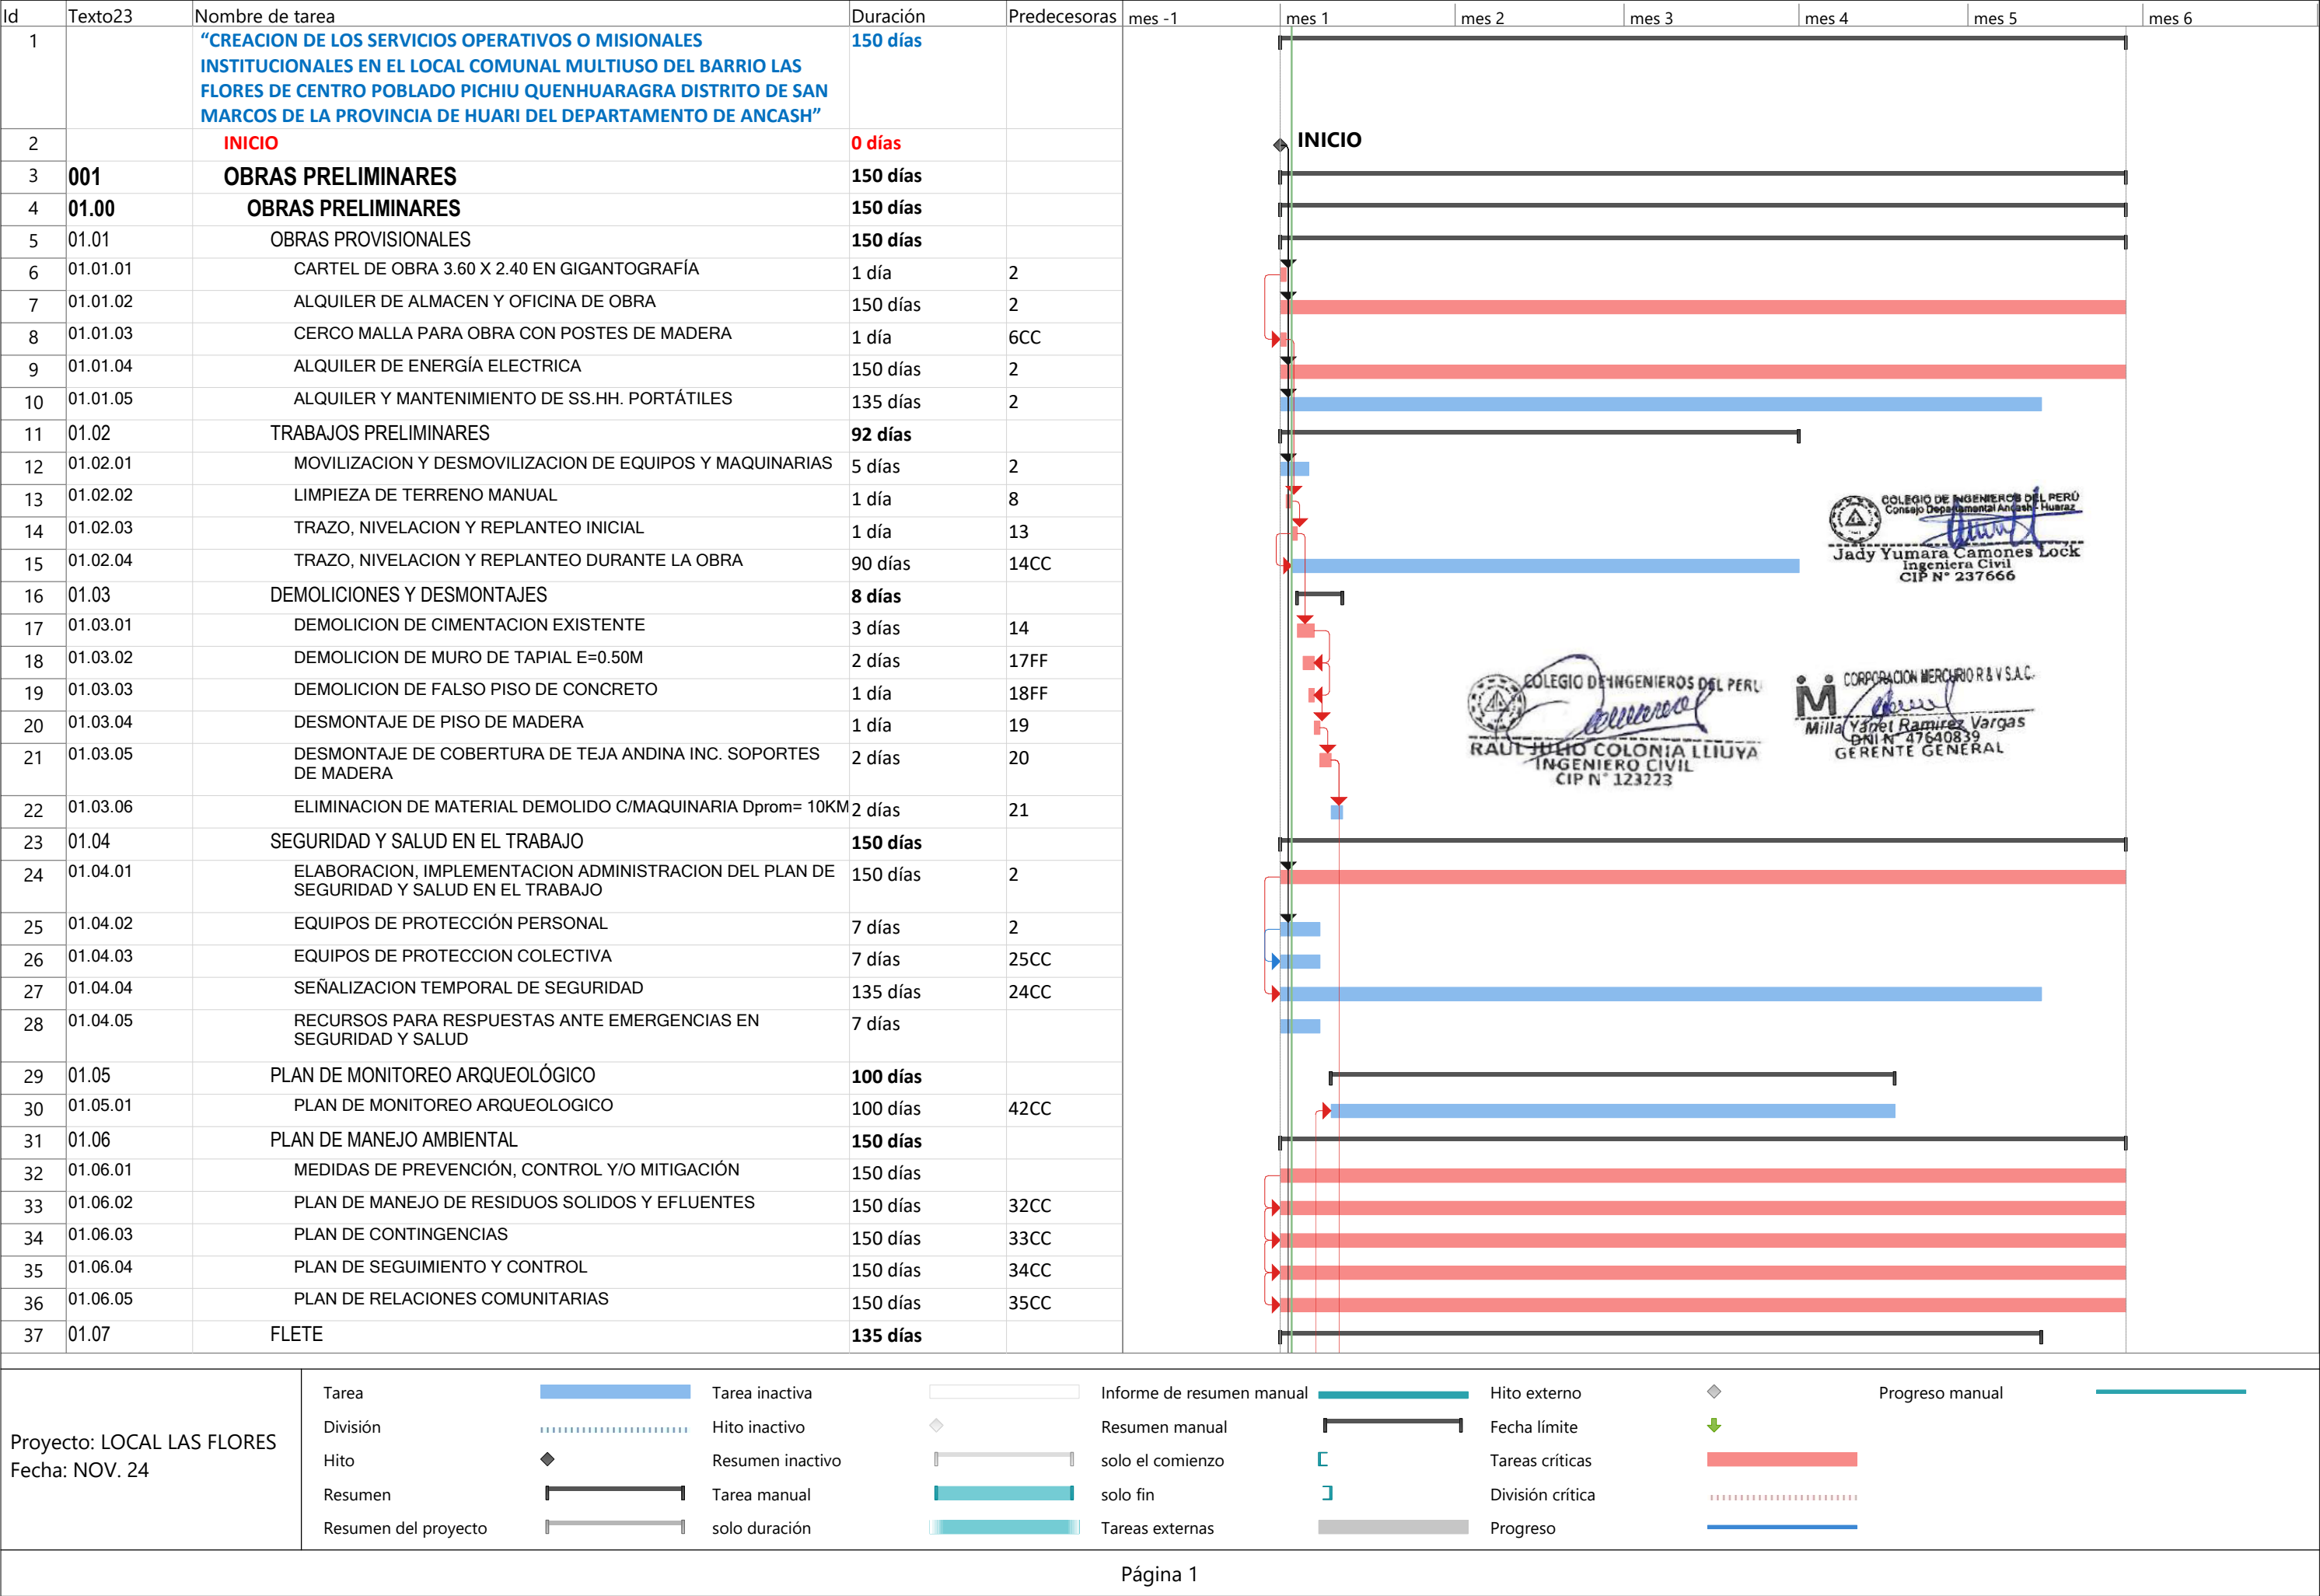 Id Texto23 Nombre de tarea Duración Predecesoras mes -1 mes 1 mes 2 mes 3 mes 4 mes 5 mes 6
1 “CREACION DE LOS SERVICIOS OPERATIVOS O MISIONALES 150 días
INSTITUCIONALES EN EL LOCAL COMUNAL MULTIUSO DEL BARRIO LAS
FLORES DE CENTRO POBLADO PICHIU QUENHUARAGRA DISTRITO DE SAN
MARCOS DE LA PROVINCIA DE HUARI DEL DEPARTAMENTO DE ANCASH”
2 INICIO 0 días INICIO
3 001 OBRAS PRELIMINARES 150 días
4 01.00 OBRAS PRELIMINARES 150 días
5 01.01 OBRAS PROVISIONALES 150 días
6 01.01.01 CARTEL DE OBRA 3.60 X 2.40 EN GIGANTOGRAFÍA 1 día 2
7 01.01.02 ALQUILER DE ALMACEN Y OFICINA DE OBRA 150 días 2
8 01.01.03 CERCO MALLA PARA OBRA CON POSTES DE MADERA 1 día 6CC
9 01.01.04 ALQUILER DE ENERGÍA ELECTRICA 150 días 2
10 01.01.05 ALQUILER Y MANTENIMIENTO DE SS.HH. PORTÁTILES 135 días 2
11 01.02 TRABAJOS PRELIMINARES 92 días
12 01.02.01 MOVILIZACION Y DESMOVILIZACION DE EQUIPOS Y MAQUINARIAS 5 días 2
13 01.02.02 LIMPIEZA DE TERRENO MANUAL 1 día 8
14 01.02.03 TRAZO, NIVELACION Y REPLANTEO INICIAL 1 día 13
15 01.02.04 TRAZO, NIVELACION Y REPLANTEO DURANTE LA OBRA 90 días 14CC
COLEGIO DE INGENIEROS DEL PERÚ
Consejo Departamental Ancash - Huaraz
Jady Yumara Camones Lock
Ingeniera Civil
CIP N° 237666
16 01.03 DEMOLICIONES Y DESMONTAJES 8 días
17 01.03.01 DEMOLICION DE CIMENTACION EXISTENTE 3 días 14
18 01.03.02 DEMOLICION DE MURO DE TAPIAL E=0.50M 2 días 17FF
19 01.03.03 DEMOLICION DE FALSO PISO DE CONCRETO 1 día 18FF
20 01.03.04 DESMONTAJE DE PISO DE MADERA 1 día 19
21 01.03.05 DESMONTAJE DE COBERTURA DE TEJA ANDINA INC. SOPORTES 2 días 20
DE MADERA
COLEGIO DE INGENIEROS DEL PERU
RAUL JULIO COLONIA LLIUYA
INGENIERO CIVIL
CIP N° 123223
M CORPORACION MERCURIO R & V S.A.C.
Milla Yanet Ramirez Vargas
DNI N° 47640839
GERENTE GENERAL
22 01.03.06 ELIMINACION DE MATERIAL DEMOLIDO C/MAQUINARIA Dprom= 10KM 2 días 21
23 01.04 SEGURIDAD Y SALUD EN EL TRABAJO 150 días
24 01.04.01 ELABORACION, IMPLEMENTACION ADMINISTRACION DEL PLAN DE 150 días 2
SEGURIDAD Y SALUD EN EL TRABAJO
25 01.04.02 EQUIPOS DE PROTECCIÓN PERSONAL 7 días 2
26 01.04.03 EQUIPOS DE PROTECCION COLECTIVA 7 días 25CC
27 01.04.04 SEÑALIZACION TEMPORAL DE SEGURIDAD 135 días 24CC
28 01.04.05 RECURSOS PARA RESPUESTAS ANTE EMERGENCIAS EN 7 días
SEGURIDAD Y SALUD
29 01.05 PLAN DE MONITOREO ARQUEOLÓGICO 100 días
30 01.05.01 PLAN DE MONITOREO ARQUEOLOGICO 100 días 42CC
31 01.06 PLAN DE MANEJO AMBIENTAL 150 días
32 01.06.01 MEDIDAS DE PREVENCIÓN, CONTROL Y/O MITIGACIÓN 150 días
33 01.06.02 PLAN DE MANEJO DE RESIDUOS SOLIDOS Y EFLUENTES 150 días 32CC
34 01.06.03 PLAN DE CONTINGENCIAS 150 días 33CC
35 01.06.04 PLAN DE SEGUIMIENTO Y CONTROL 150 días 34CC
36 01.06.05 PLAN DE RELACIONES COMUNITARIAS 150 días 35CC
37 01.07 FLETE 135 días
Proyecto: LOCAL LAS FLORES
Fecha: NOV. 24
Tarea Tarea inactiva Informe de resumen manual Hito externo Progreso manual
División Hito inactivo Resumen manual Fecha límite
Hito Resumen inactivo solo el comienzo Tareas críticas
Resumen Tarea manual solo fin División crítica
Resumen del proyecto solo duración Tareas externas Progreso
Página 1